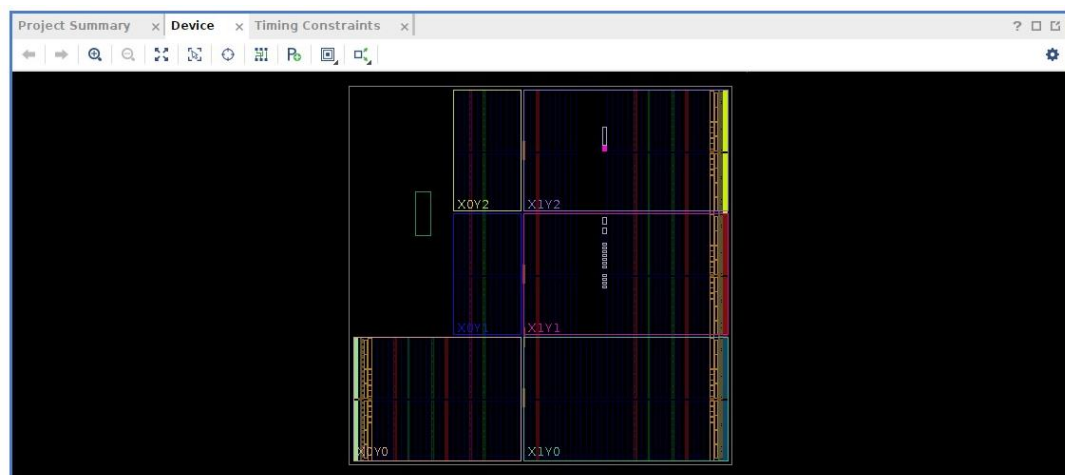 Project Summary × Device × Timing Constraints × ?
X0Y2 X1Y2
X0Y1 X1Y1
X0Y0 X1Y0